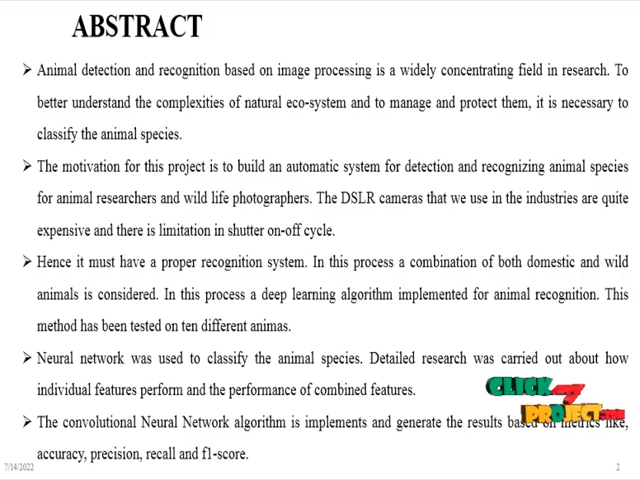 ABSTRACT
➢ Animal detection and recognition based on image processing is a widely concentrating field in research. To
better understand the complexities of natural eco-system and to manage and protect them, it is necessary to
classify the animal species.
➢ The motivation for this project is to build an automatic system for detection and recognizing animal species
for animal researchers and wild life photographers. The DSLR cameras that we use in the industries are quite
expensive and there is limitation in shutter on-off cycle.
➢ Hence it must have a proper recognition system. In this process a combination of both domestic and wild
animals is considered. In this process a deep learning algorithm implemented for animal recognition. This
method has been tested on ten different animas.
➢ Neural network was used to classify the animal species. Detailed research was carried out about how
individual features perform and the performance of combined features.
CLICK my
PROJECT.com
➢ The convolutional Neural Network algorithm is implements and generate the results based on metrics like,
accuracy, precision, recall and f1-score.
7/14/2022
2